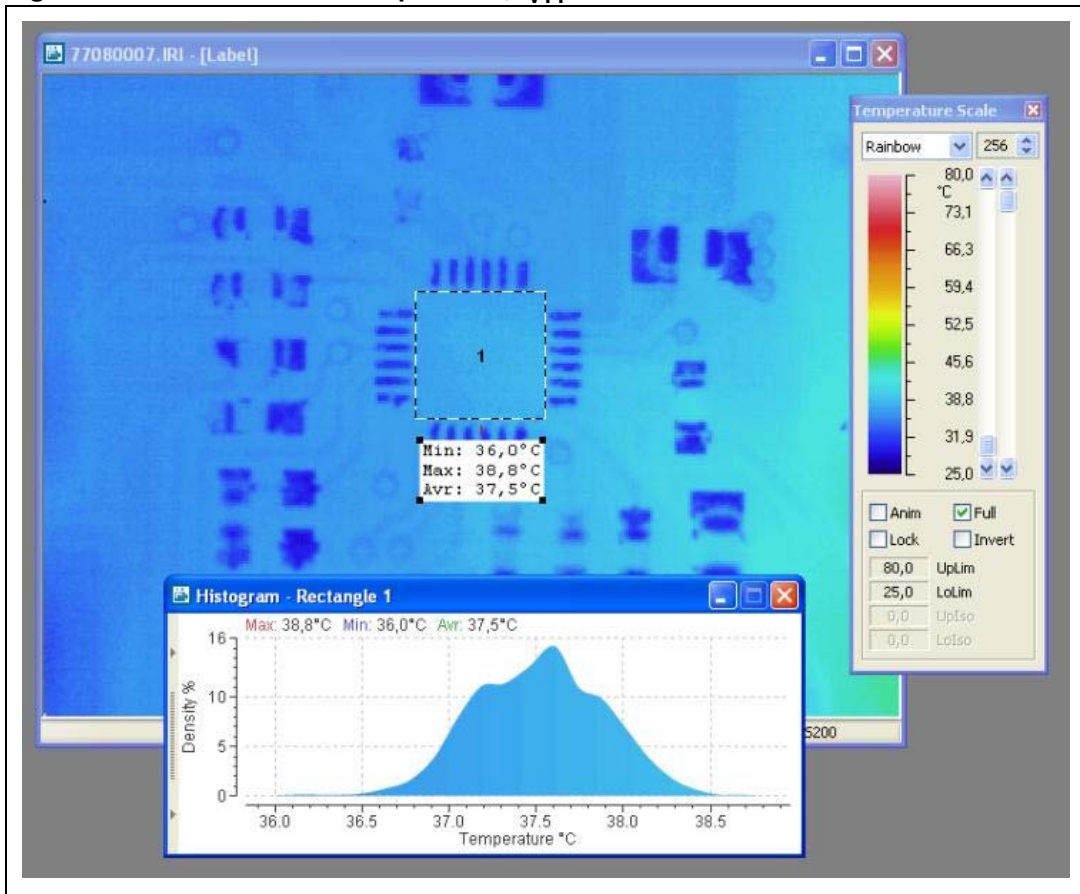 77080007.IRI - [Label]
1
Min: 36,0°C
Max: 38,8°C
Avr: 37,5°C
5200
Temperature Scale
Rainbow
256
80,0
°C
73,1
66,3
59,4
52,5
45,6
38,8
31,9
25,0
Anim
Full
Lock
Invert
80,0 UpLim
25,0 LoLim
0,0 UpIso
0,0 LoIso
Histogram - Rectangle 1
Max: 38,8°C Min: 36,0°C Avr: 37,5°C
16
10
5
0
Density %
36.0 36.5 37.0 37.5 38.0 38.5
Temperature °C